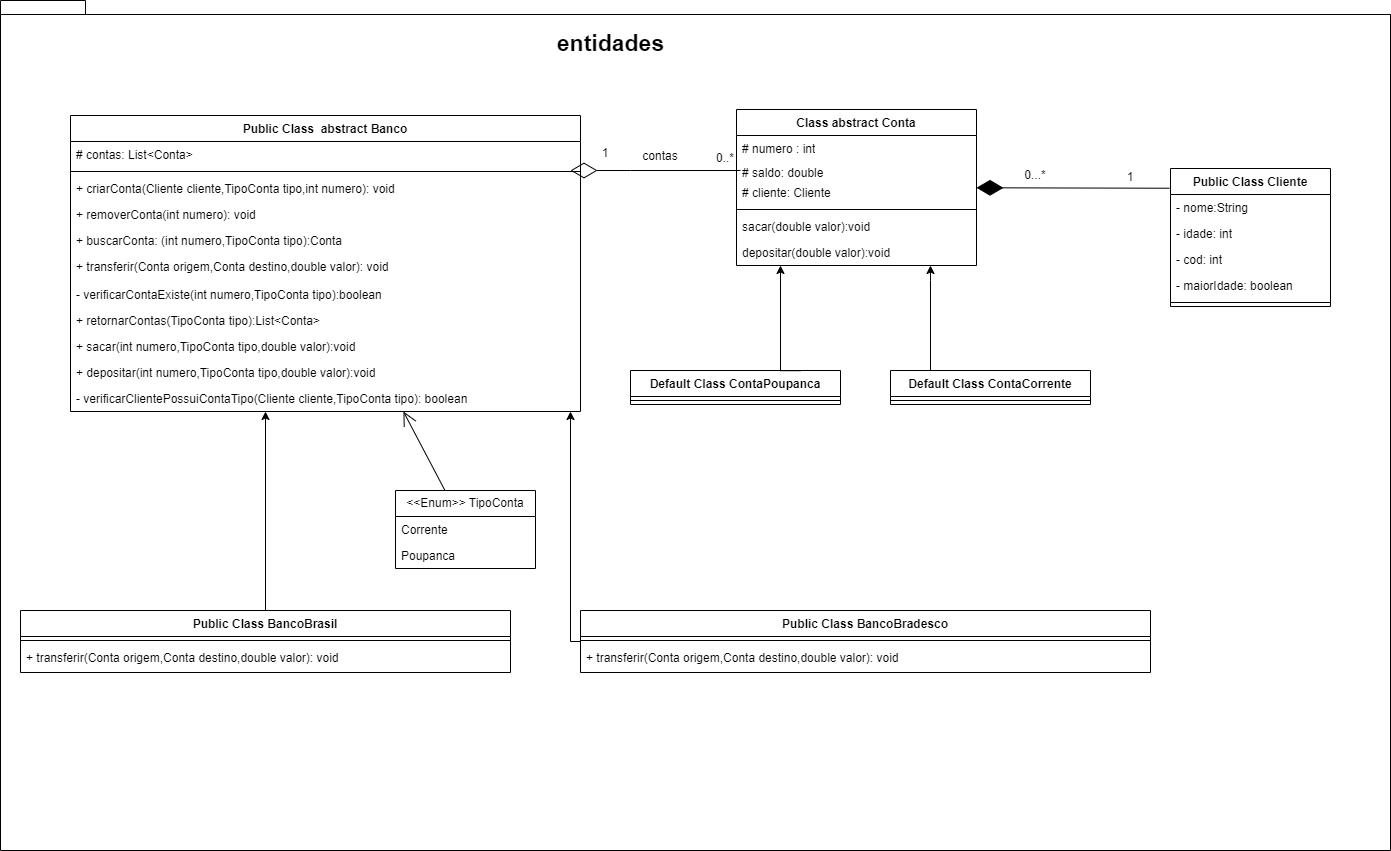 entidades
Public Class  abstract Banco
# contas: List<Conta>
+ criarConta(Cliente cliente,TipoConta tipo,int numero): void
+ removerConta(int numero): void
+ buscarConta: (int numero,TipoConta tipo):Conta
+ transferir(Conta origem,Conta destino,double valor): void
- verificarContaExiste(int numero,TipoConta tipo):boolean
+ retornarContas(TipoConta tipo):List<Conta>
+ sacar(int numero,TipoConta tipo,double valor):void
+ depositar(int numero,TipoConta tipo,double valor):void
- verificarClientePossuiContaTipo(Cliente cliente,TipoConta tipo): boolean
1
contas
0..*
Class abstract Conta
# numero : int
# saldo: double
# cliente: Cliente
sacar(double valor):void
depositar(double valor):void
0...*
1
Public Class Cliente
- nome:String
- idade: int
- cod: int
- maiorIdade: boolean
Default Class ContaPoupanca
Default Class ContaCorrente
<<Enum>> TipoConta
Corrente
Poupanca
Public Class BancoBrasil
+ transferir(Conta origem,Conta destino,double valor): void
Public Class BancoBradesco
+ transferir(Conta origem,Conta destino,double valor): void